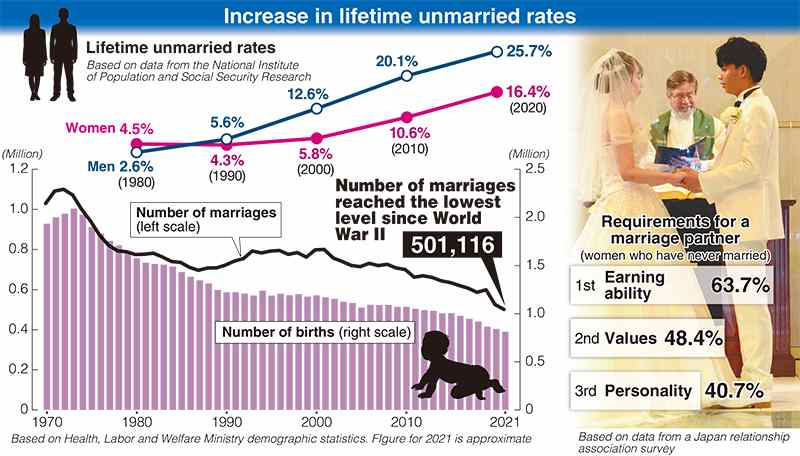 Increase in lifetime unmarried rates
Lifetime unmarried rates
Based on data from the National Institute
of Population and Social Security Research
Women 4.5%
Men 2.6%
(1980)
5.6%
4.3%
(1990)
12.6%
5.8%
(2000)
20.1%
10.6%
(2010)
25.7%
16.4%
(2020)
(Million)
1.2
1.0
0.8
0.6
0.4
0.2
0
(Million)
2.5
2.0
1.5
1.0
0.5
0
Number of marriages
(left scale)
Number of marriages
reached the lowest
level since World
War II
501,116
Number of births (right scale)
1970
1980
1990
2000
2010
2021
Based on Health, Labor and Welfare Ministry demographic statistics. FIgure for 2021 is approximate
Requirements for a
marriage partner
(women who have never married)
1st Earning
ability
63.7%
2nd Values 48.4%
3rd Personality 40.7%
Based on data from a Japan relationship
association survey